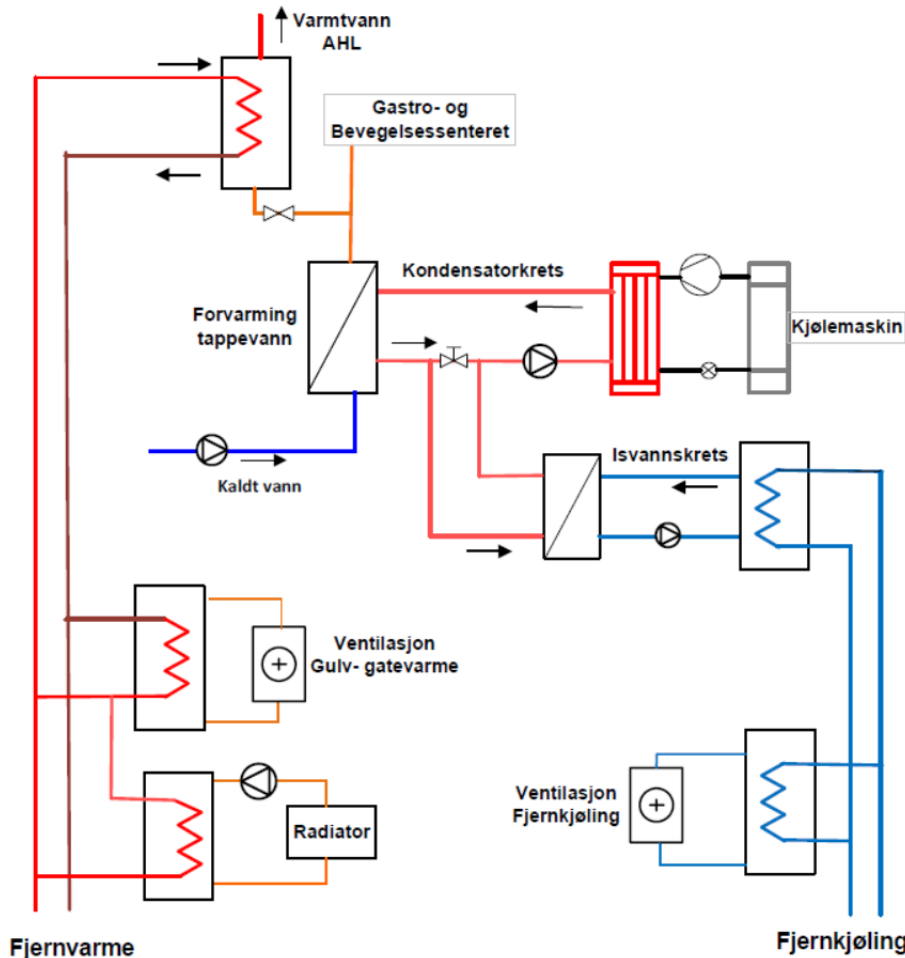 Varmtvann
AHL
Gastro- og
Bevegelsessenteret
Kondensatorkrets
Forvarming
tappevann
Kjølemaskin
Kaldt vann
Isvannskrets
Ventilasjon
Gulv- gatevarme
Ventilasjon
Fjernkjøling
Radiator
Fjernvarme
Fjernkjøling